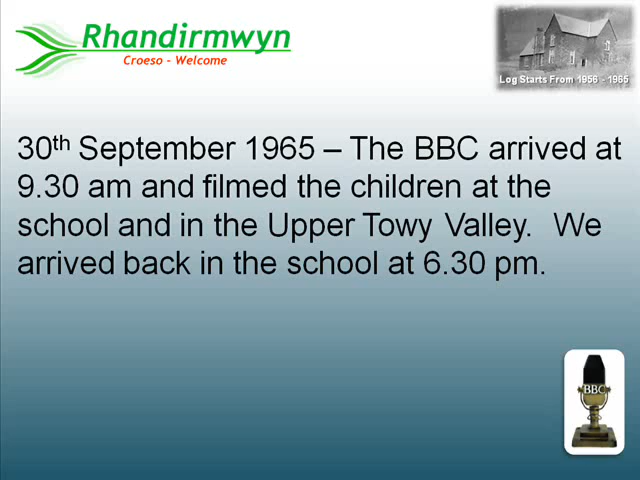 Rhandirmwyn
Croeso - Welcome
Log Starts From 1956 - 1965
30th September 1965 – The BBC arrived at
9.30 am and filmed the children at the
school and in the Upper Towy Valley. We
arrived back in the school at 6.30 pm.
BBC